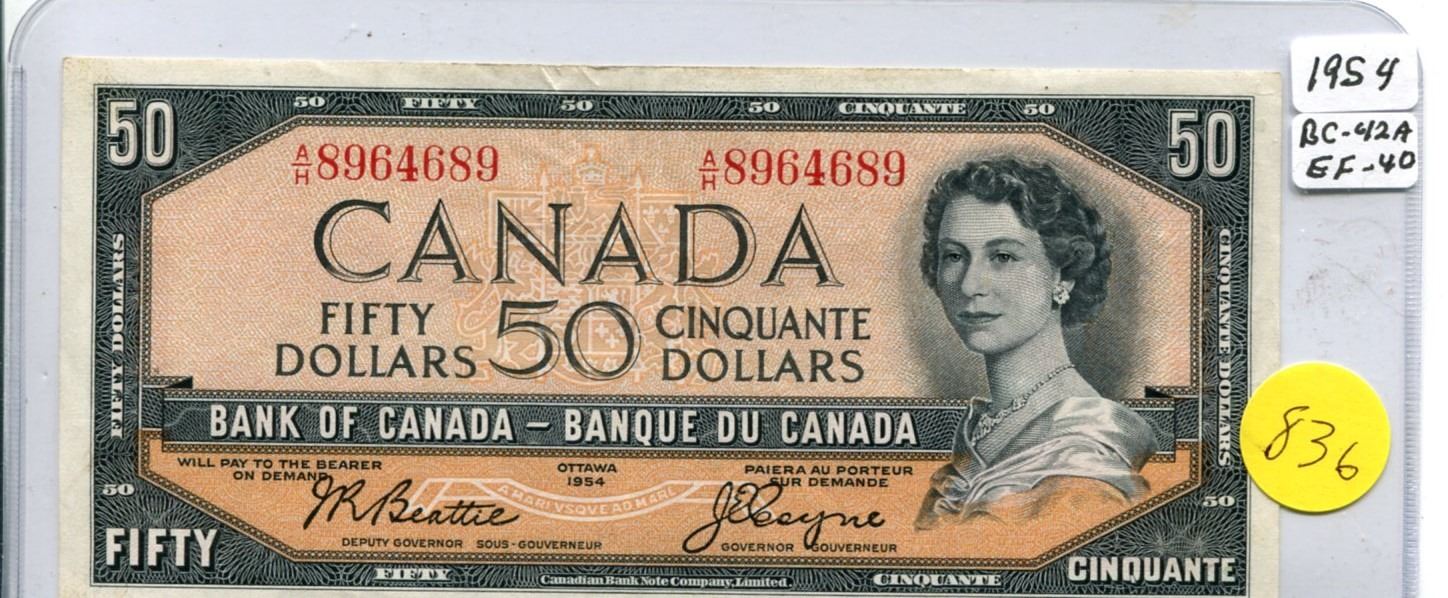 1954
BC-42A
EF-40
50 50 FIFTY 50 50 CINQUANTE 50 50
A/H 8964689 A/H 8964689
CANADA
FIFTY DOLLARS 50 CINQUANTE DOLLARS
FIFTY DOLLARS
CINQUANTE DOLLARS
BANK OF CANADA – BANQUE DU CANADA
WILL PAY TO THE BEARER OTTAWA PAIERA AU PORTEUR
ON DEMAND 1954 SUR DEMANDE
A MARI VSQVE AD MARE
JRBeattie JECoyne
DEPUTY GOVERNOR SOUS-GOUVERNEUR GOVERNOR GOUVERNEUR
50 50
FIFTY CINQUANTE
FIFTY Canadian Bank Note Company, Limited CINQUANTE
836